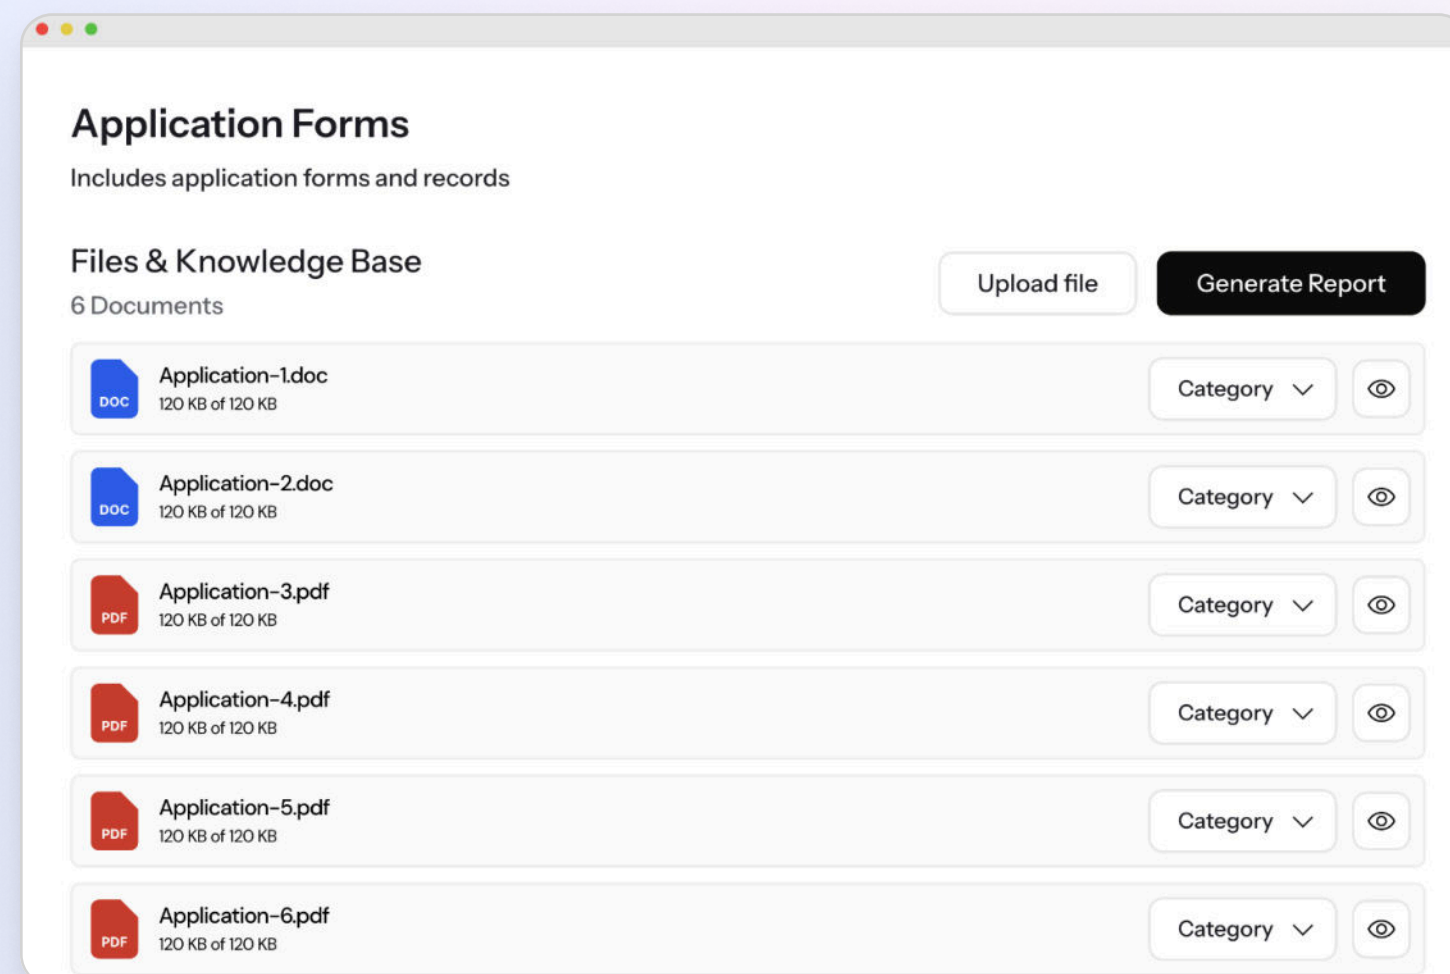 Application Forms
Includes application forms and records
Files & Knowledge Base
6 Documents
Upload file
Generate Report
DOC
Application-1.doc
120 KB of 120 KB
Category
DOC
Application-2.doc
120 KB of 120 KB
Category
PDF
Application-3.pdf
120 KB of 120 KB
Category
PDF
Application-4.pdf
120 KB of 120 KB
Category
PDF
Application-5.pdf
120 KB of 120 KB
Category
PDF
Application-6.pdf
120 KB of 120 KB
Category